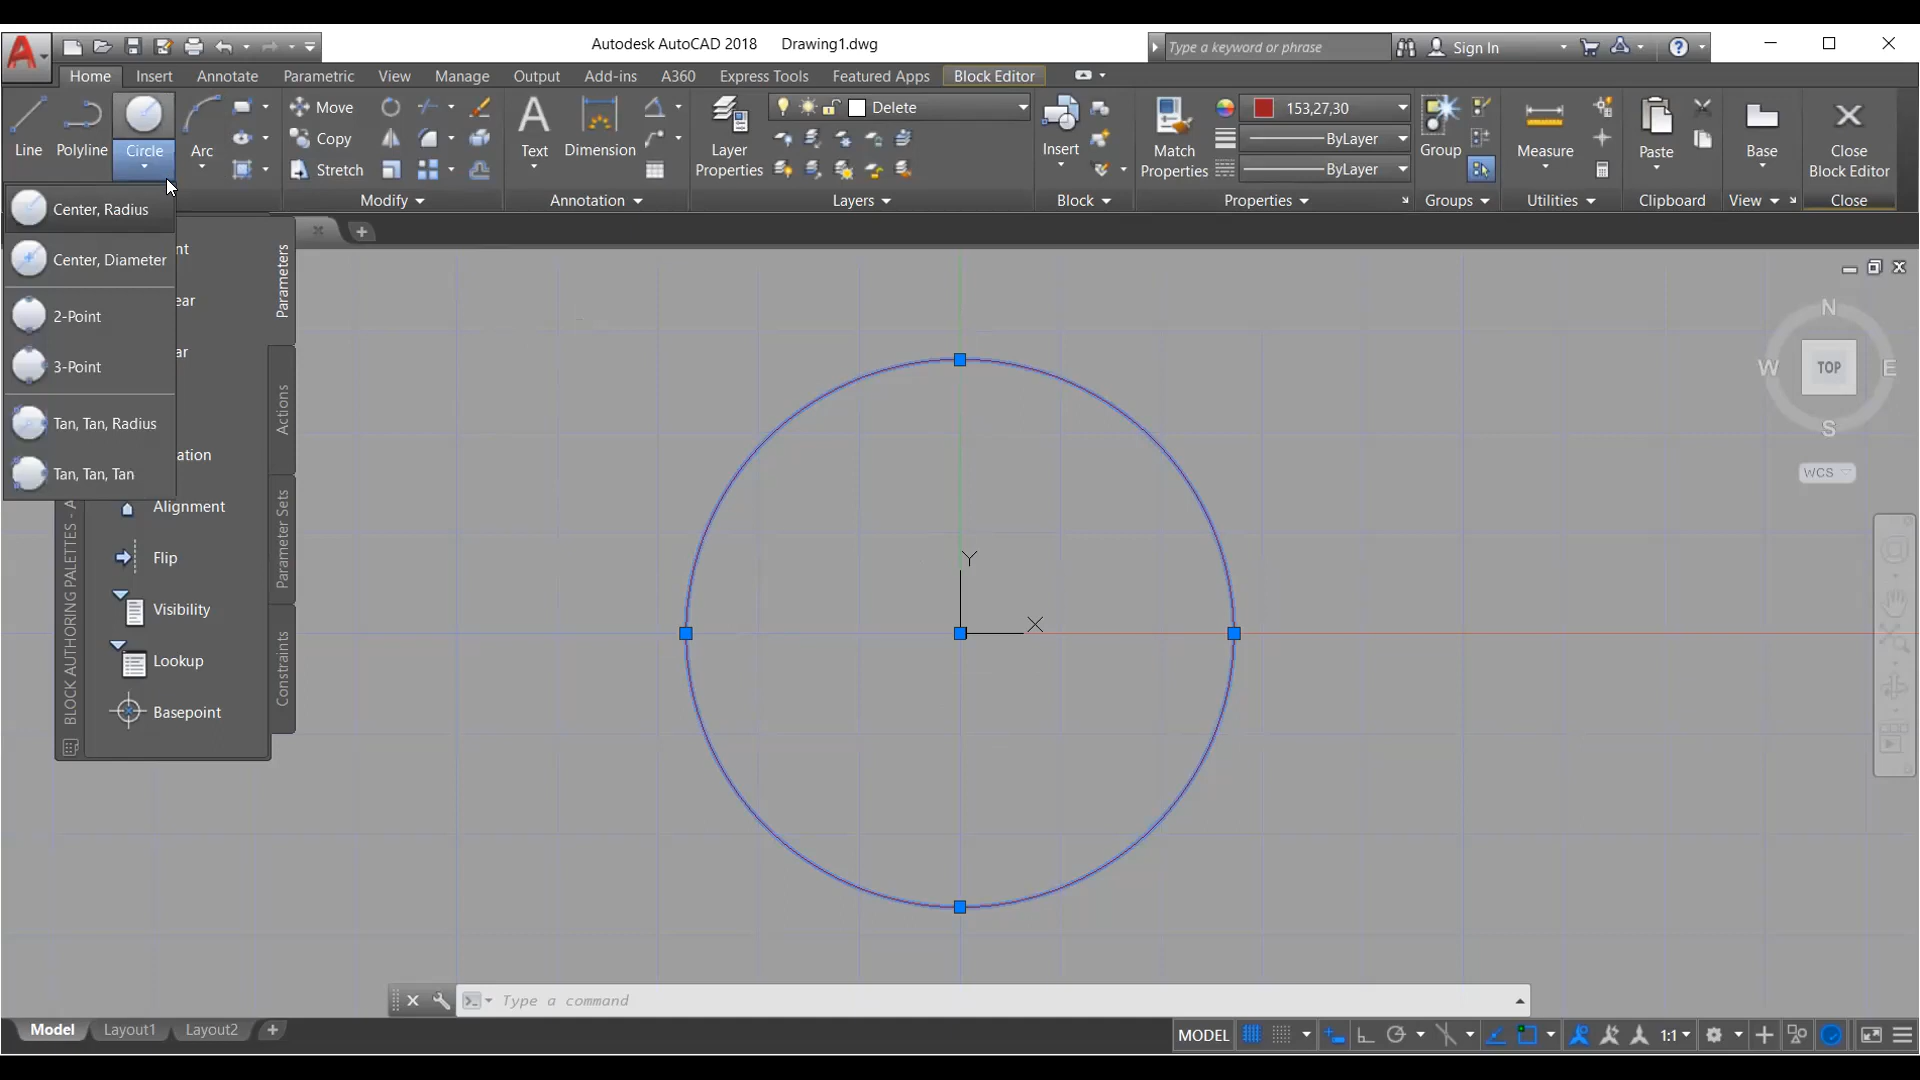 Autodesk AutoCAD 2018 Drawing1.dwg
Type a keyword or phrase
Sign In
Home Insert Annotate Parametric View Manage Output Add-ins A360 Express Tools Featured Apps Block Editor
Line Polyline Circle Arc
Move
Copy
Stretch
Modify
Text Dimension
Annotation
Layer Properties
Delete
Layers
Insert
Block
Match Properties
153,27,30
ByLayer
ByLayer
Properties
Group
Groups
Measure
Utilities
Paste
Clipboard
Base
View
Close Block Editor
Close
Center, Radius
Center, Diameter
2-Point
3-Point
Tan, Tan, Radius
Tan, Tan, Tan
nt
ear
ar
ation
Alignment
Flip
Visibility
Lookup
Basepoint
Parameters
Actions
Parameter Sets
Constraints
BLOCK AUTHORING PALETTES - A
Y
X
N
W TOP E
S
WCS
Type a command
Model Layout1 Layout2
MODEL 1:1